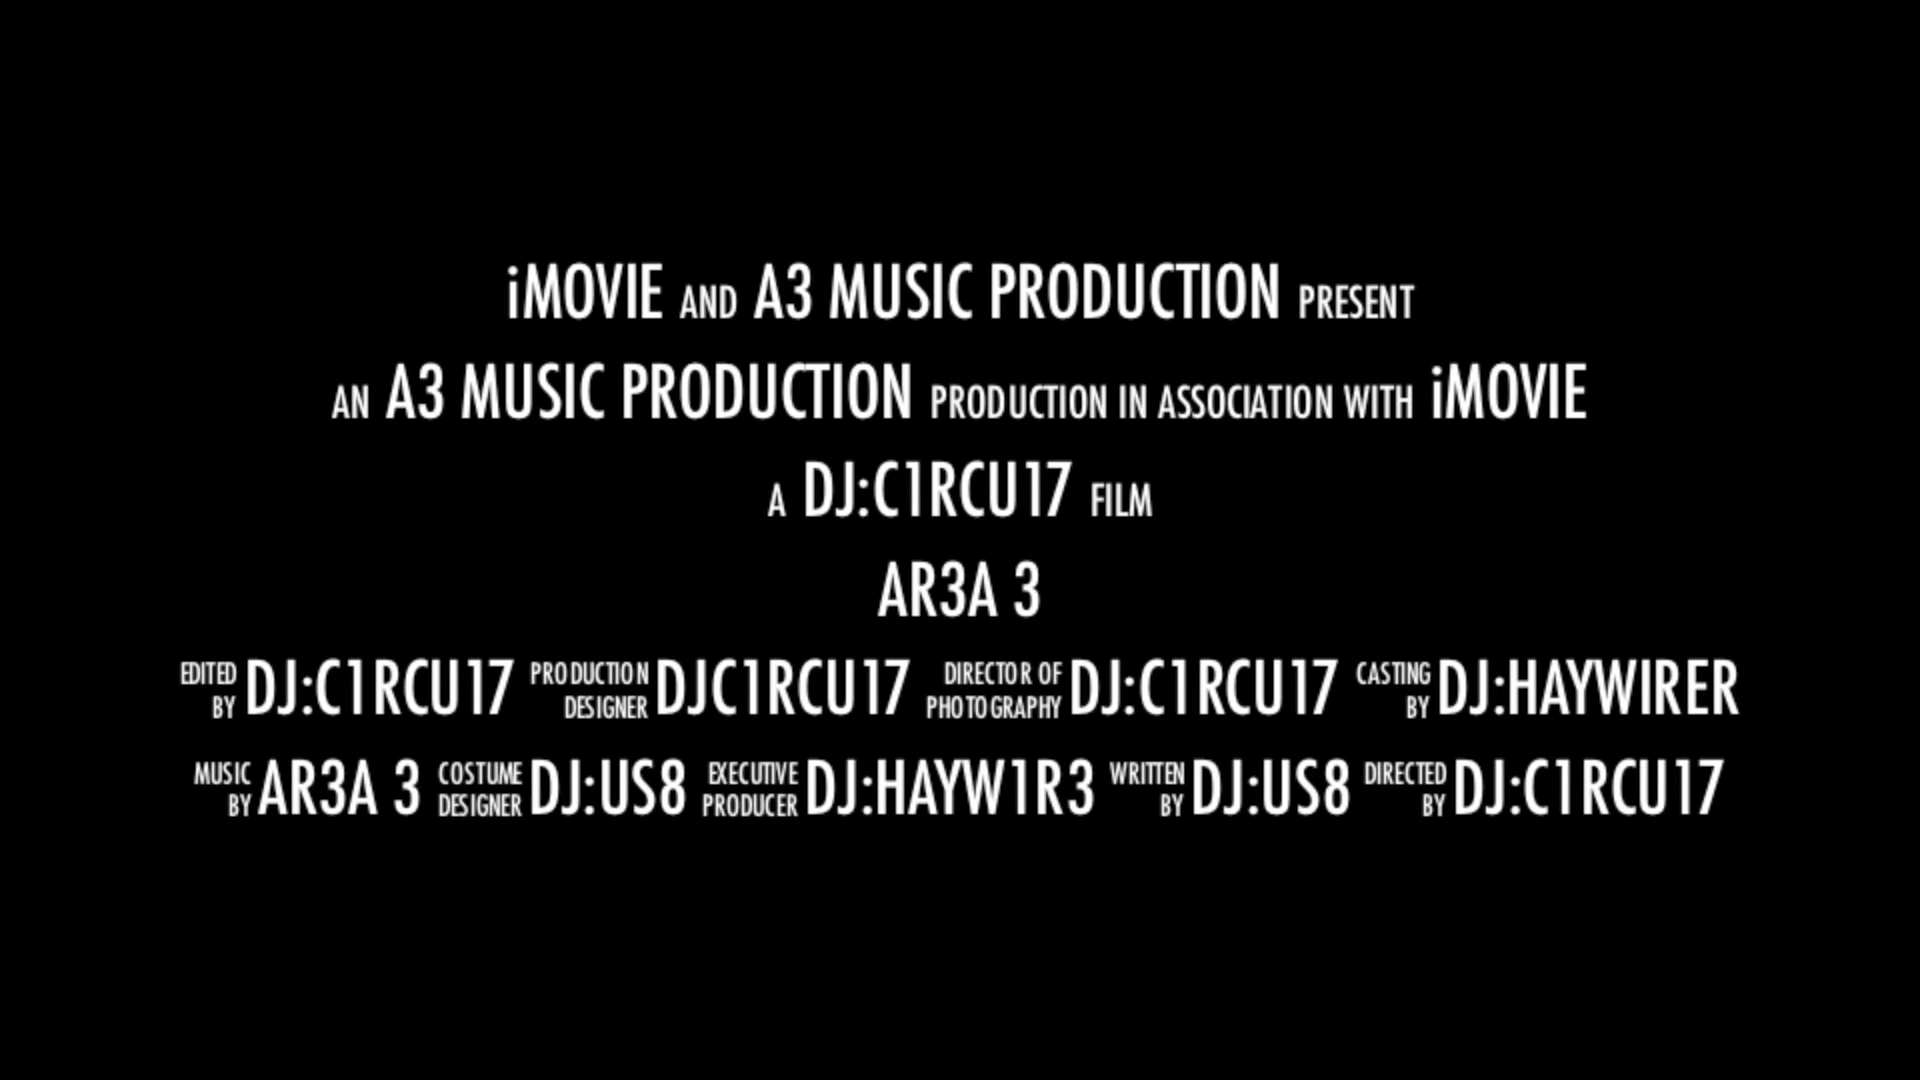 iMOVIE AND A3 MUSIC PRODUCTION PRESENT
AN A3 MUSIC PRODUCTION PRODUCTION IN ASSOCIATION WITH iMOVIE
A DJ:C1RCU17 FILM
AR3A 3
EDITED BY DJ:C1RCU17 PRODUCTION DESIGNER DJC1RCU17 DIRECTOR OF PHOTOGRAPHY DJ:C1RCU17 CASTING BY DJ:HAYWIRER
MUSIC BY AR3A 3 COSTUME DESIGNER DJ:US8 EXECUTIVE PRODUCER DJ:HAYW1R3 WRITTEN BY DJ:US8 DIRECTED BY DJ:C1RCU17